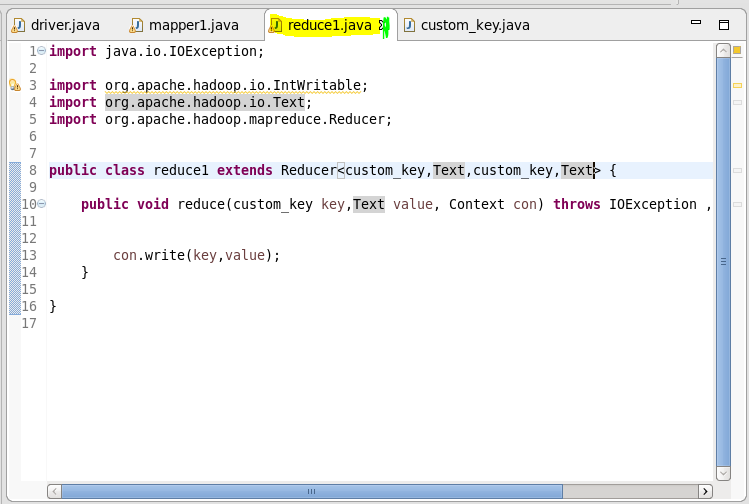 driver.java mapper1.java reduce1.java custom_key.java
1 import java.io.IOException;
2
3 import org.apache.hadoop.io.IntWritable;
4 import org.apache.hadoop.io.Text;
5 import org.apache.hadoop.mapreduce.Reducer;
6
7
8 public class reduce1 extends Reducer<custom_key,Text,custom_key,Text> {
9
10 public void reduce(custom_key key,Text value, Context con) throws IOException ,
11
12
13 con.write(key,value);
14 }
15
16 }
17